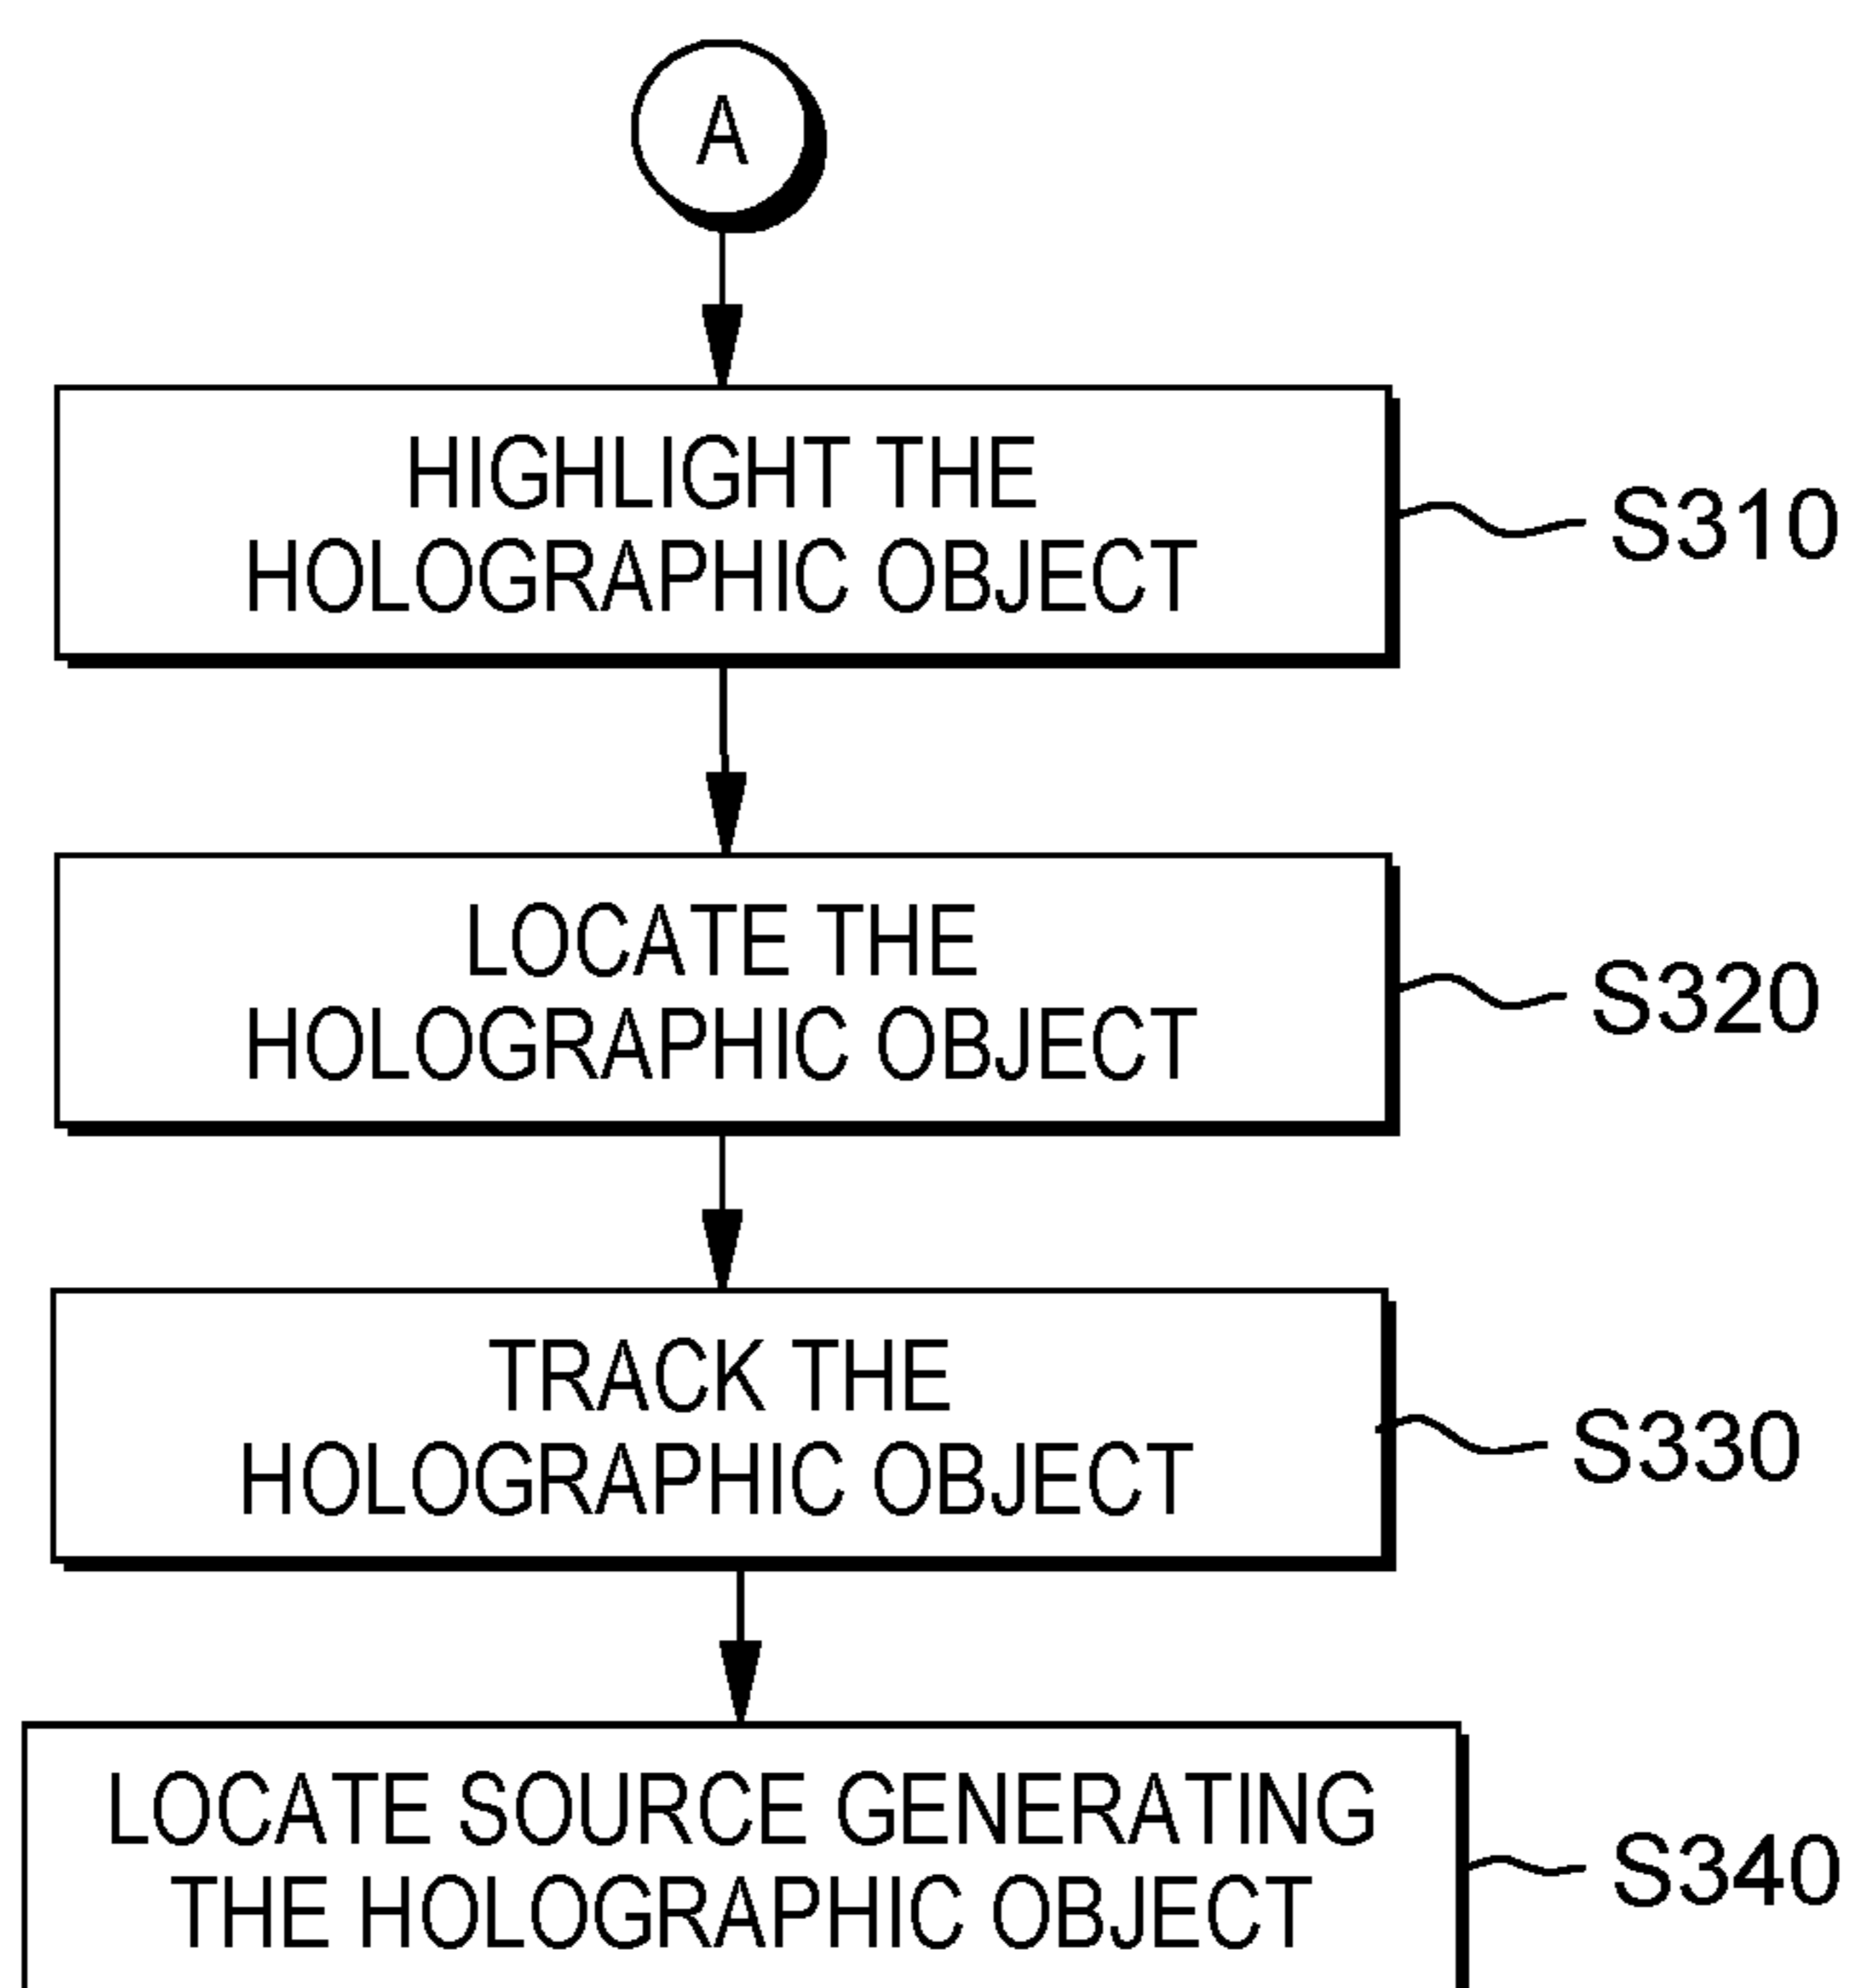 A
HIGHLIGHT THE
HOLOGRAPHIC OBJECT
S310
LOCATE THE
HOLOGRAPHIC OBJECT
S320
TRACK THE
HOLOGRAPHIC OBJECT
S330
LOCATE SOURCE GENERATING
THE HOLOGRAPHIC OBJECT
S340